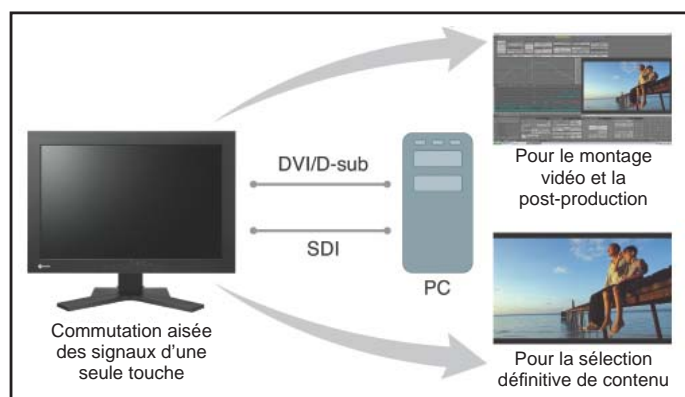 Commutation aisée
des signaux d'une
seule touche
DVI/D-sub
SDI
PC
Pour le montage
vidéo et la
post-production
Pour la sélection
définitive de contenu